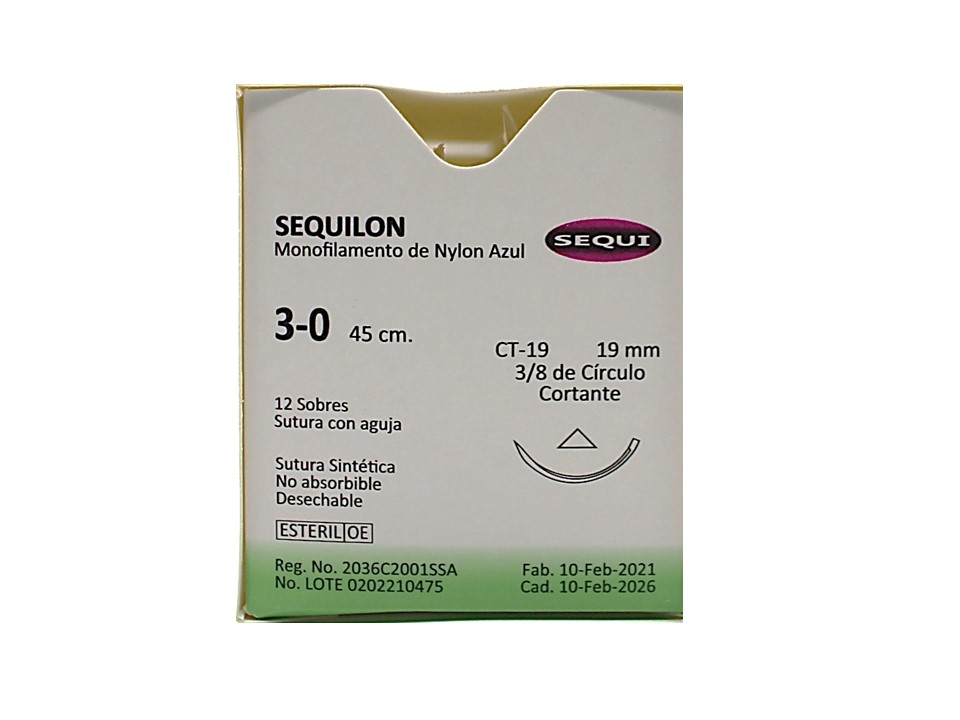 SEQUILON
Monofilamento de Nylon Azul
SEQUI
3-0 45 cm.
CT-19 19 mm
3/8 de Círculo
Cortante
12 Sobres
Sutura con aguja
Sutura Sintética
No absorbible
Desechable
ESTERIL OE
Reg. No. 2036C2001SSA
No. LOTE 0202210475
Fab. 10-Feb-2021
Cad. 10-Feb-2026